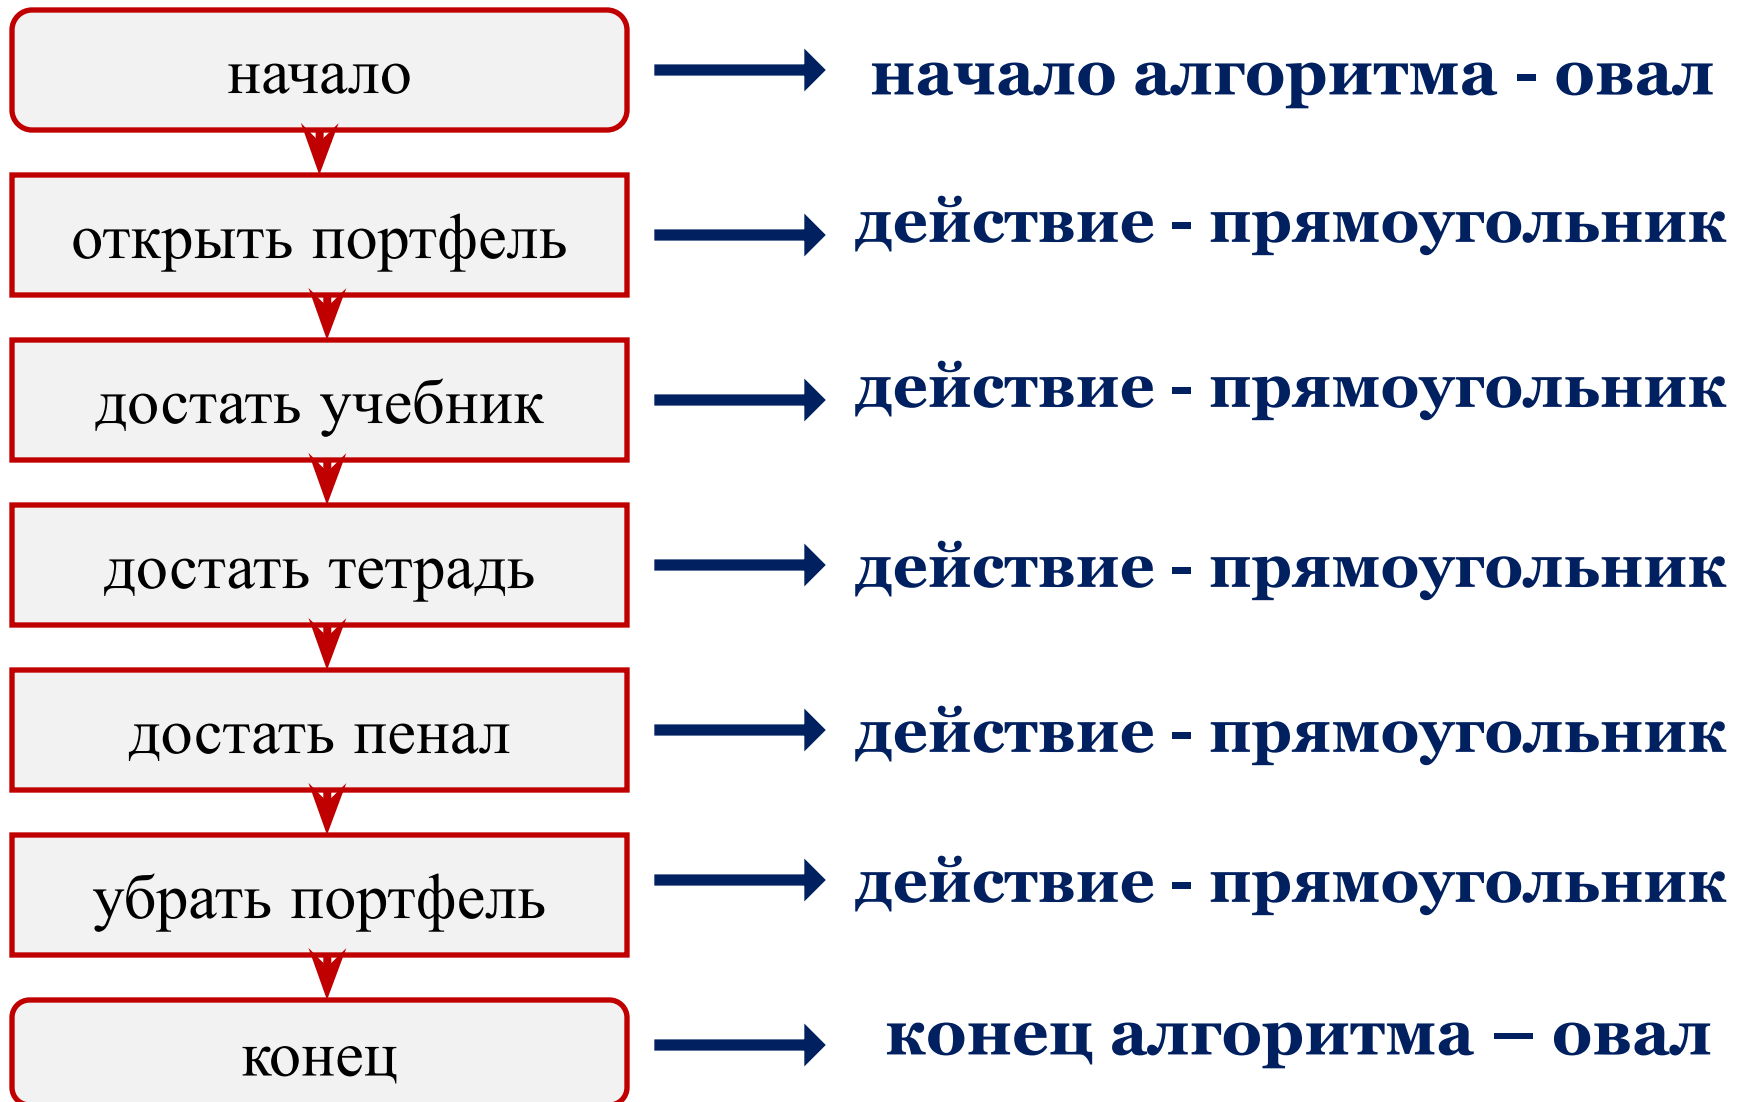 начало
начало алгоритма - овал
открыть портфель
действие - прямоугольник
достать учебник
действие - прямоугольник
достать тетрадь
действие - прямоугольник
достать пенал
действие - прямоугольник
убрать портфель
действие - прямоугольник
конец
конец алгоритма – овал